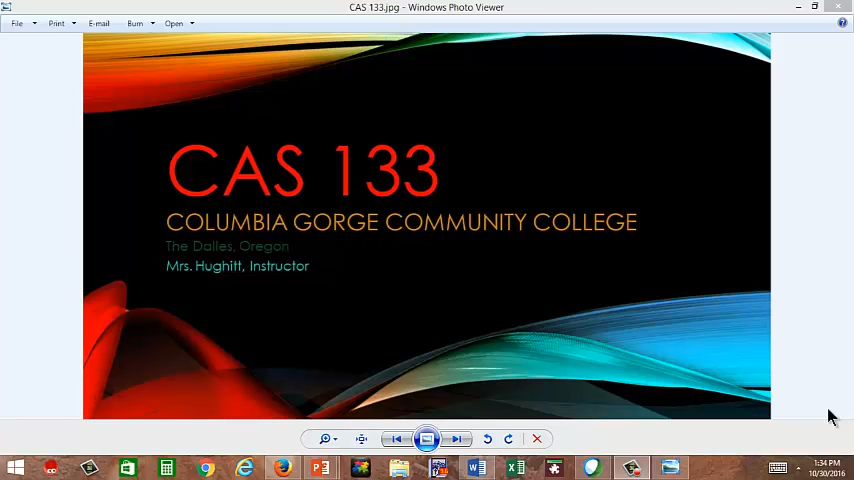 CAS 133.jpg - Windows Photo Viewer
File Print E-mail Burn Open
CAS 133
COLUMBIA GORGE COMMUNITY COLLEGE
The Dalles, Oregon
Mrs. Hughitt, Instructor
1:34 PM
10/30/2016